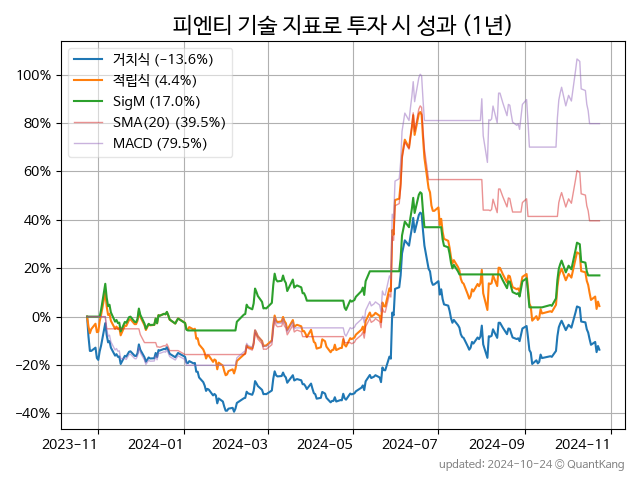 피엔티 기술 지표로 투자 시 성과 (1년)
거치식 (-13.6%)
적립식 (4.4%)
SigM (17.0%)
SMA(20) (39.5%)
MACD (79.5%)
100%
80%
60%
40%
20%
0%
-20%
-40%
2023-11 2024-01 2024-03 2024-05 2024-07 2024-09 2024-11
updated: 2024-10-24 © QuantKang